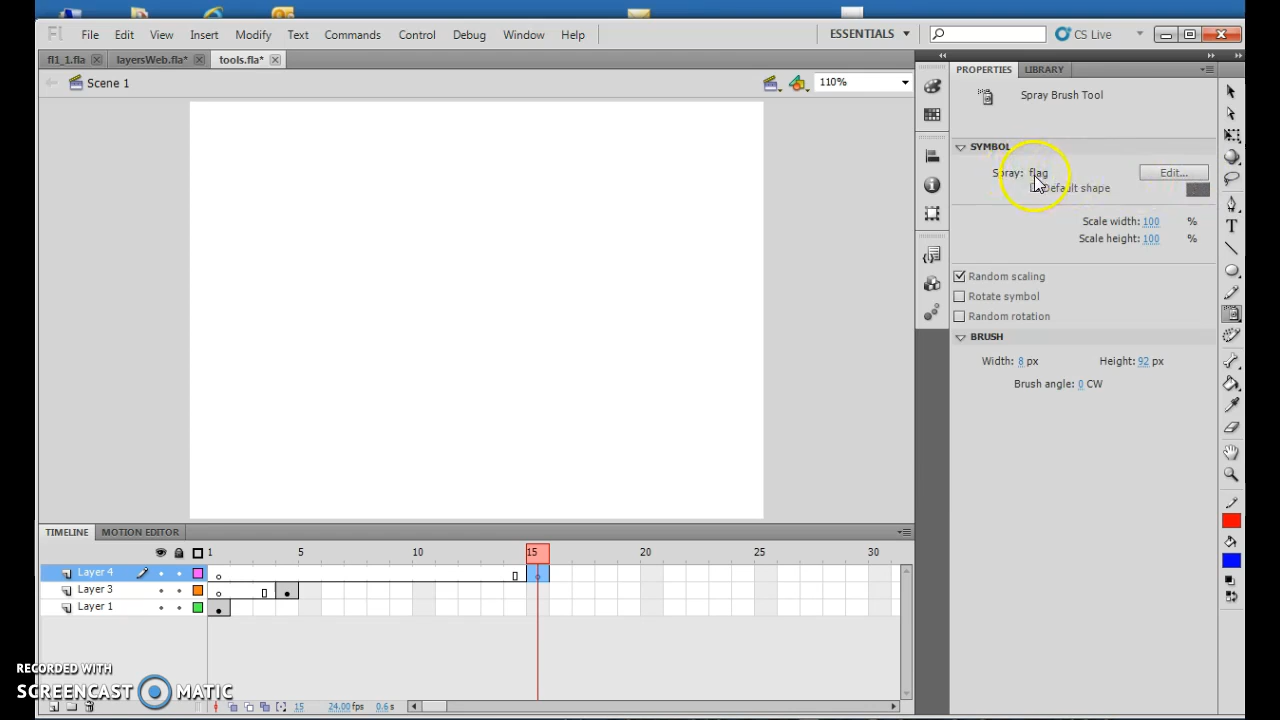 Fl File Edit View Insert Modify Text Commands Control Debug Window Help ESSENTIALS CS Live
fl1_1.fla layersWeb.fla* tools.fla*
Scene 1 110%
PROPERTIES LIBRARY
Spray Brush Tool
SYMBOL
Spray: flag Edit...
Default shape
Scale width: 100 %
Scale height: 100 %
Random scaling
Rotate symbol
Random rotation
BRUSH
Width: 8 px Height: 92 px
Brush angle: 0 CW
TIMELINE MOTION EDITOR
1 5 10 15 20 25 30
Layer 4
Layer 3
Layer 1
RECORDED WITH
SCREENCAST MATIC
15 24.00 fps 0.6 s